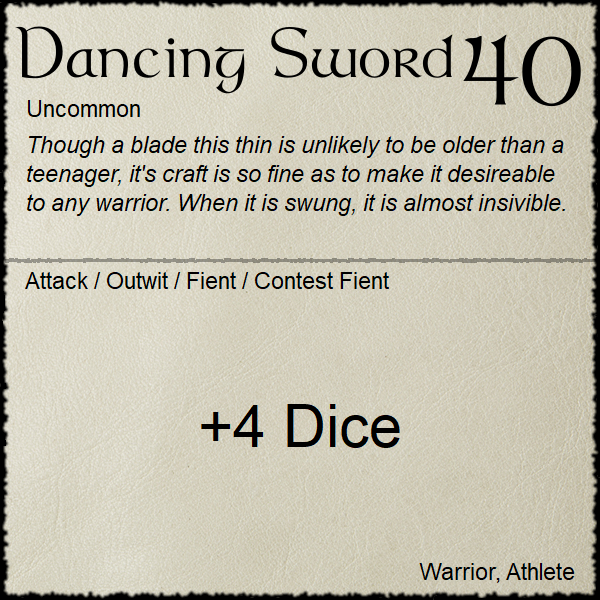 Dancing Sword 40
Uncommon
Though a blade this thin is unlikely to be older than a
teenager, it's craft is so fine as to make it desireable
to any warrior. When it is swung, it is almost insivible.
Attack / Outwit / Fient / Contest Fient
+4 Dice
Warrior, Athlete